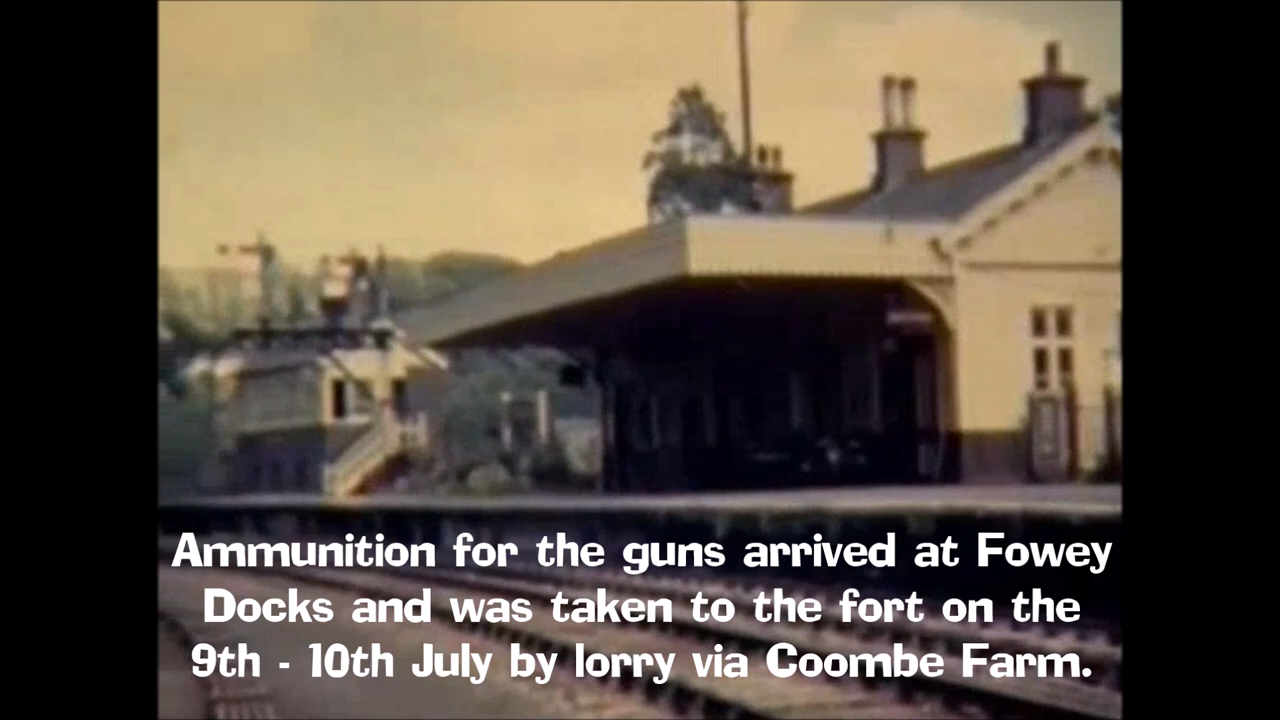 Ammunition for the guns arrived at Fowey
Docks and was taken to the fort on the
9th - 10th July by lorry via Coombe Farm.